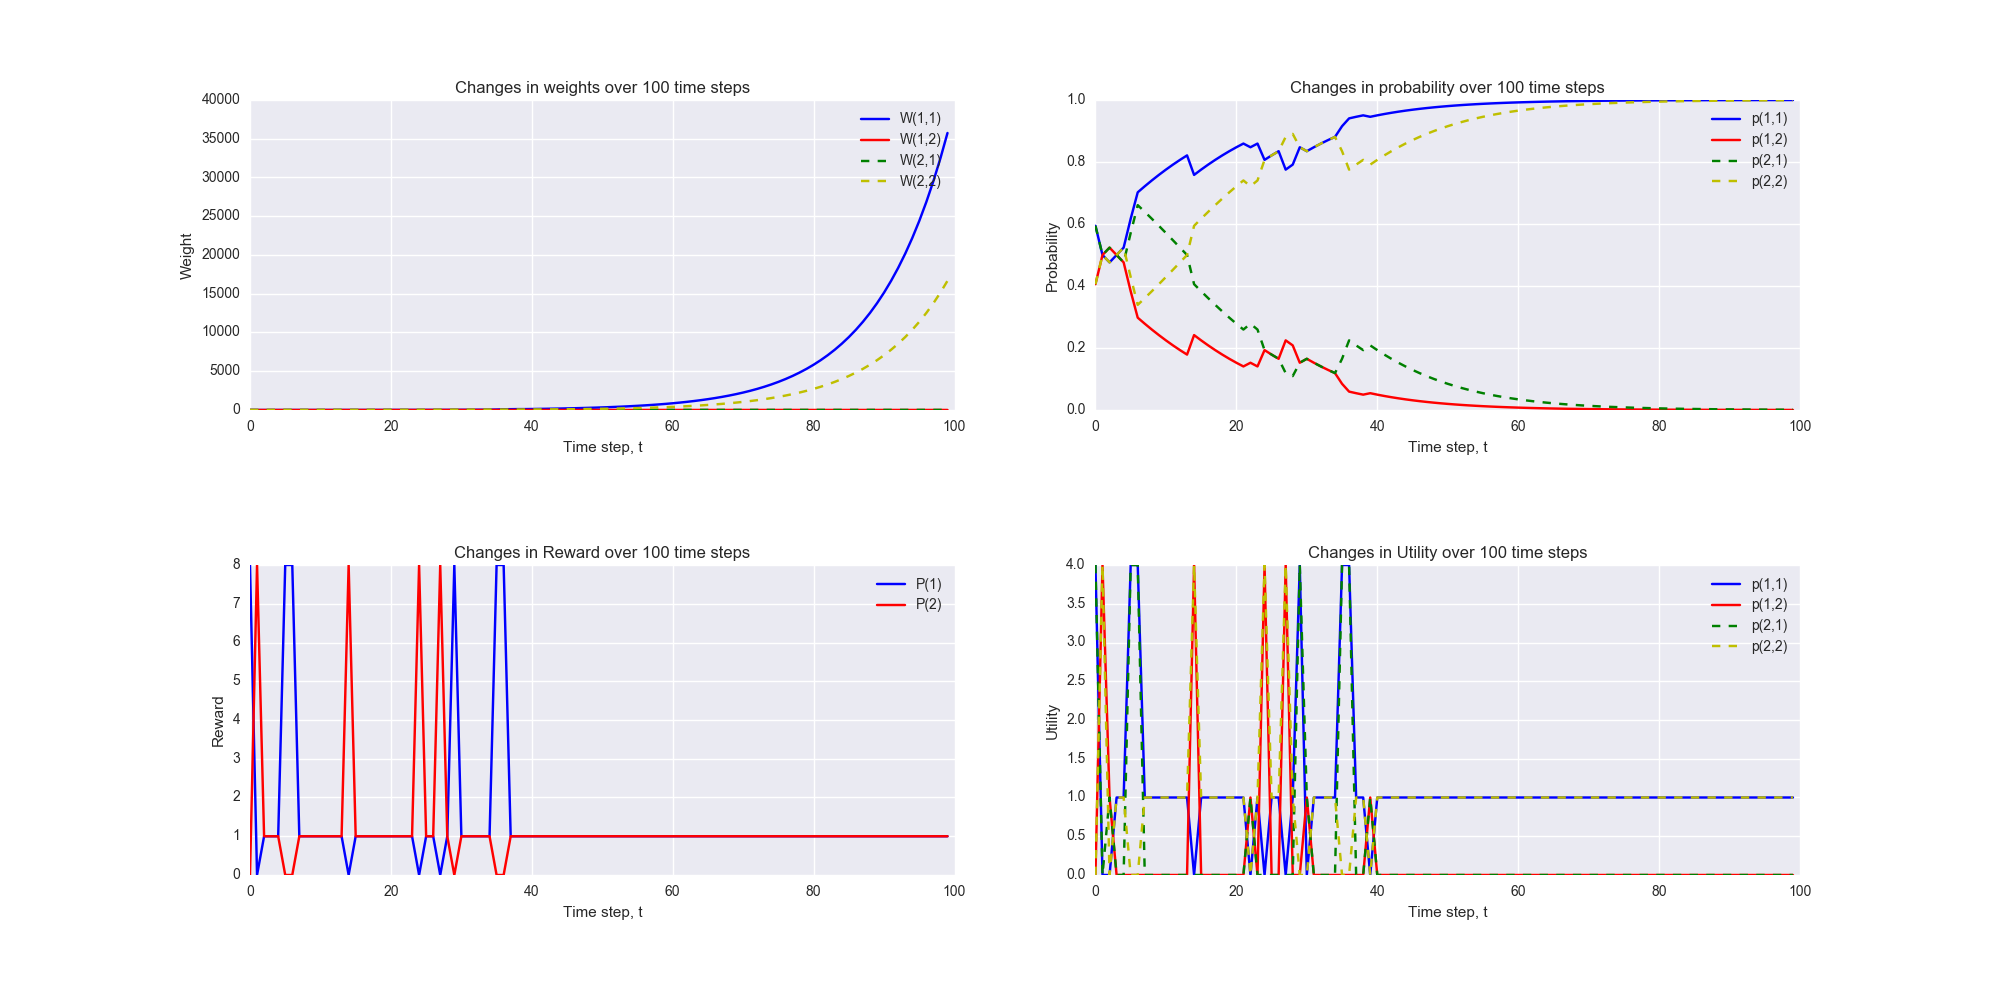 Changes in weights over 100 time steps
40000
35000
30000
25000
20000
15000
10000
5000
0
Weight
0 20 40 60 80 100
Time step, t
W(1,1)
W(1,2)
W(2,1)
W(2,2)
Changes in probability over 100 time steps
1.0
0.8
0.6
0.4
0.2
0.0
Probability
0 20 40 60 80 100
Time step, t
p(1,1)
p(1,2)
p(2,1)
p(2,2)
Changes in Reward over 100 time steps
8
7
6
5
4
3
2
1
0
Reward
0 20 40 60 80 100
Time step, t
P(1)
P(2)
Changes in Utility over 100 time steps
4.0
3.5
3.0
2.5
2.0
1.5
1.0
0.5
0.0
Utility
0 20 40 60 80 100
Time step, t
p(1,1)
p(1,2)
p(2,1)
p(2,2)